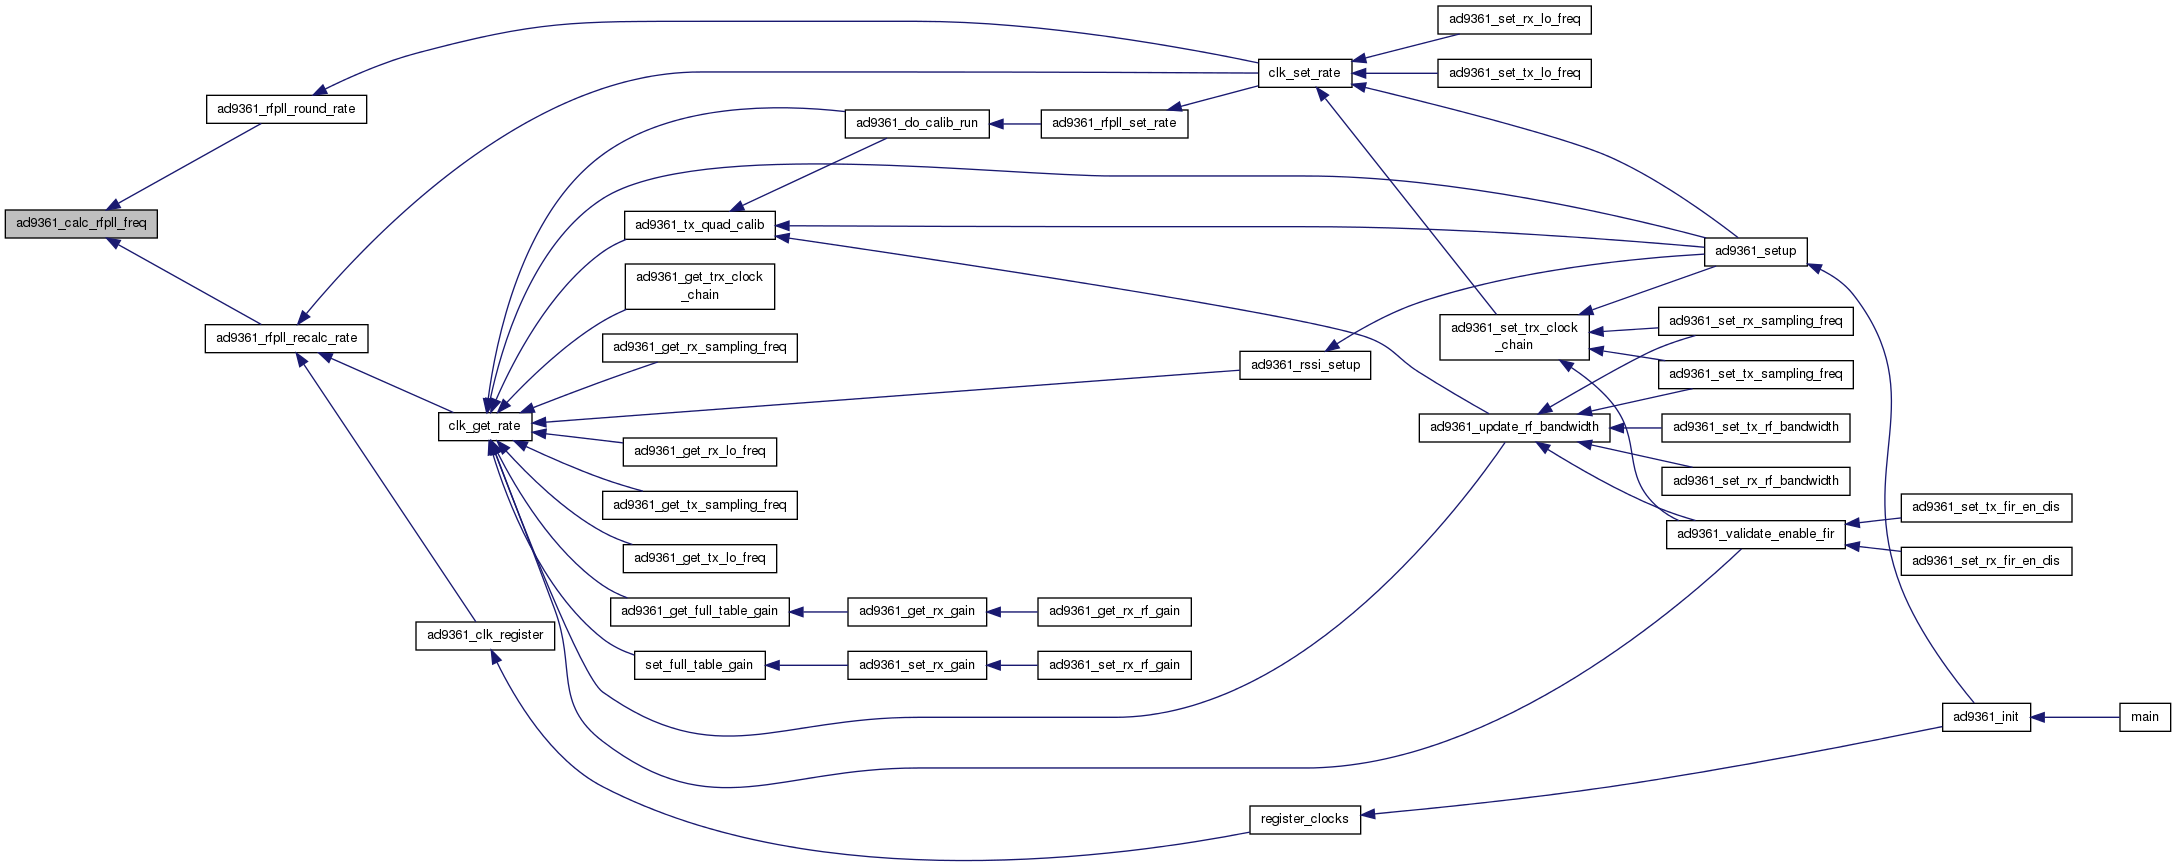 ad9361_set_rx_lo_freq
clk_set_rate
ad9361_set_tx_lo_freq
ad9361_rfpll_round_rate
ad9361_do_calib_run
ad9361_rfpll_set_rate
ad9361_calc_rfpll_freq
ad9361_tx_quad_calib
ad9361_setup
ad9361_get_trx_clock
_chain
ad9361_set_trx_clock
_chain
ad9361_set_rx_sampling_freq
ad9361_rfpll_recalc_rate
ad9361_get_rx_sampling_freq
ad9361_rssi_setup
ad9361_set_tx_sampling_freq
clk_get_rate
ad9361_update_rf_bandwidth
ad9361_set_tx_rf_bandwidth
ad9361_get_rx_lo_freq
ad9361_set_rx_rf_bandwidth
ad9361_get_tx_sampling_freq
ad9361_set_tx_fir_en_dis
ad9361_validate_enable_fir
ad9361_get_tx_lo_freq
ad9361_set_rx_fir_en_dis
ad9361_get_full_table_gain
ad9361_get_rx_gain
ad9361_get_rx_rf_gain
ad9361_clk_register
set_full_table_gain
ad9361_set_rx_gain
ad9361_set_rx_rf_gain
ad9361_init
main
register_clocks